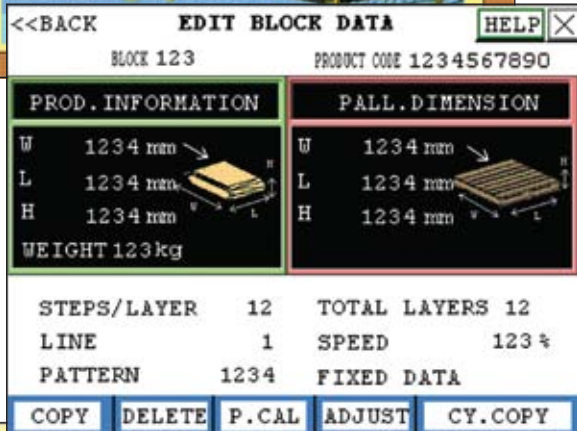 <<BACK EDIT BLOCK DATA HELP X
BLOCK 123 PRODUCT CODE 1234567890
PROD.INFORMATION PALL.DIMENSION
W 1234 mm W 1234 mm
L 1234 mm L 1234 mm
H 1234 mm H 1234 mm
H W L H W L
WEIGHT 123kg
STEPS/LAYER 12 TOTAL LAYERS 12
LINE 1 SPEED 123 %
PATTERN 1234 FIXED DATA
COPY DELETE P.CAL ADJUST CY.COPY